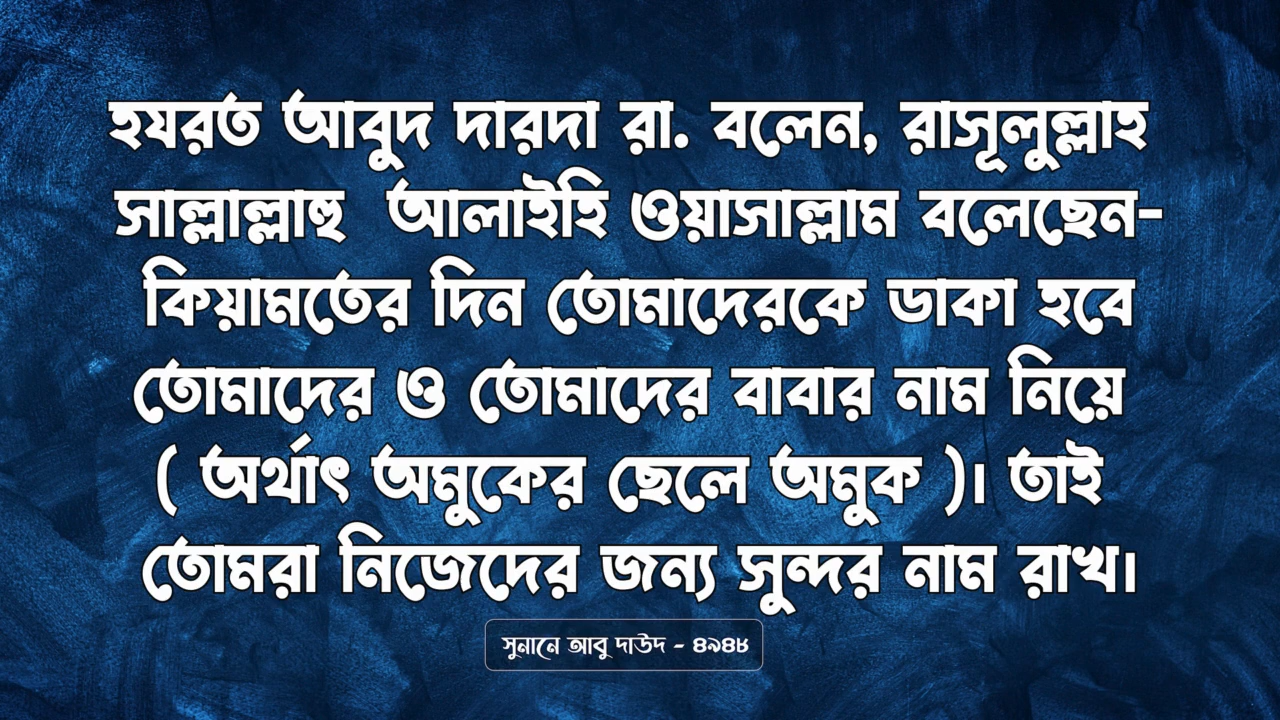 হযরত আবুদ দারদা রা. বলেন, রাসূলুল্লাহ
সাল্লাল্লাহু আলাইহি ওয়াসাল্লাম বলেছেন-
কিয়ামতের দিন তোমাদেরকে ডাকা হবে
তোমাদের ও তোমাদের বাবার নাম নিয়ে
( অর্থাৎ অমুকের ছেলে অমুক )। তাই
তোমরা নিজেদের জন্য সুন্দর নাম রাখ।
সুনানে আবু দাউদ - ৪৯৪৮